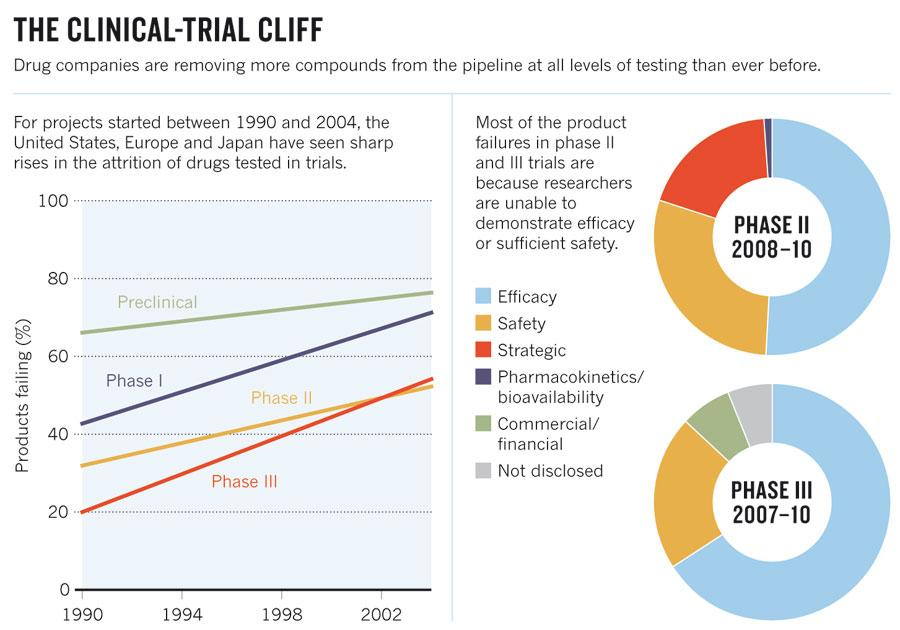 THE CLINICAL-TRIAL CLIFF
Drug companies are removing more compounds from the pipeline at all levels of testing than ever before.
For projects started between 1990 and 2004, the
United States, Europe and Japan have seen sharp
rises in the attrition of drugs tested in trials.
Products failing (%)
100
80
60
40
20
0
Preclinical
Phase I
Phase II
Phase III
1990
1994
1998
2002
Most of the product
failures in phase II
and III trials are
because researchers
are unable to
demonstrate efficacy
or sufficient safety.
Efficacy
Safety
Strategic
Pharmacokinetics/
bioavailability
Commercial/
financial
Not disclosed
PHASE II
2008–10
PHASE III
2007–10